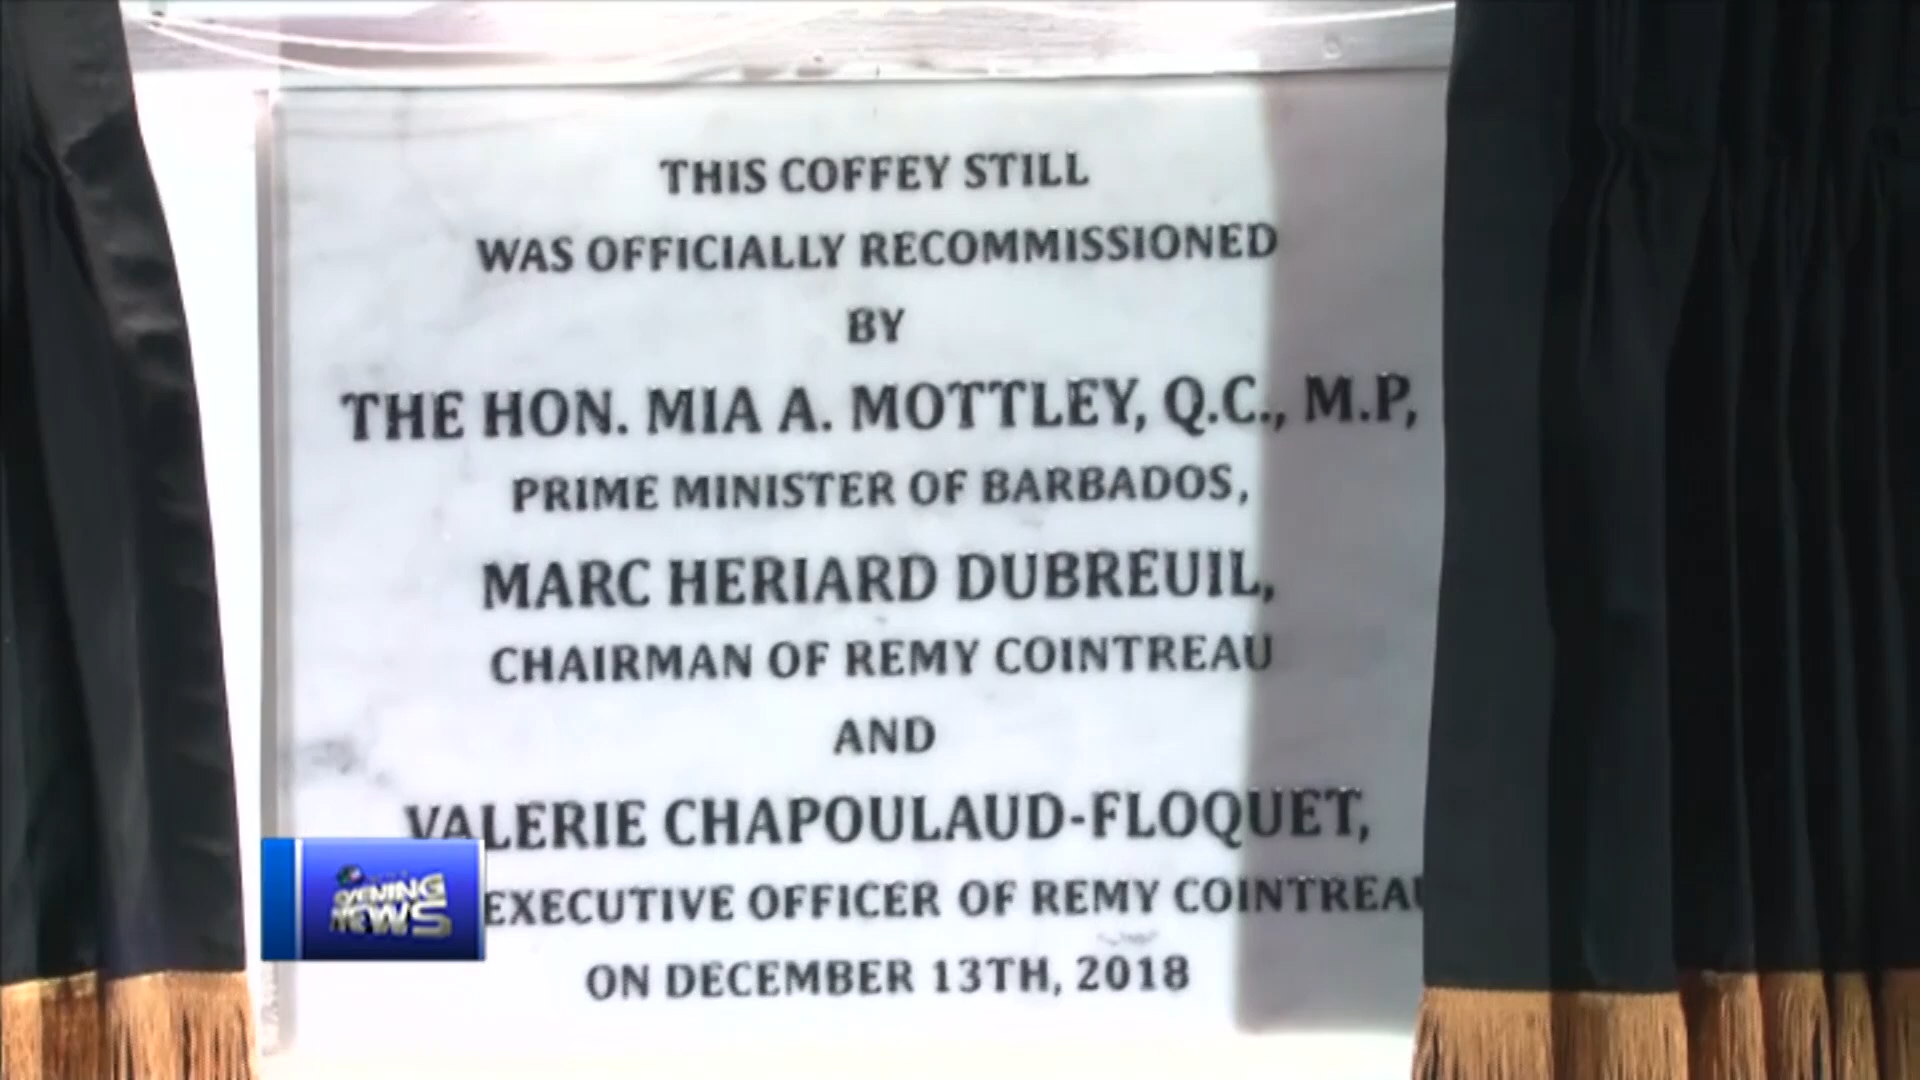 THIS COFFEY STILL
WAS OFFICIALLY RECOMMISSIONED
BY
THE HON. MIA A. MOTTLEY, Q.C., M.P,
PRIME MINISTER OF BARBADOS,
MARC HERIARD DUBREUIL,
CHAIRMAN OF REMY COINTREAU
AND
VALERIE CHAPOULAUD-FLOQUET,
EXECUTIVE OFFICER OF REMY COINTREAU
ON DECEMBER 13TH, 2018
EVENING
NEWS